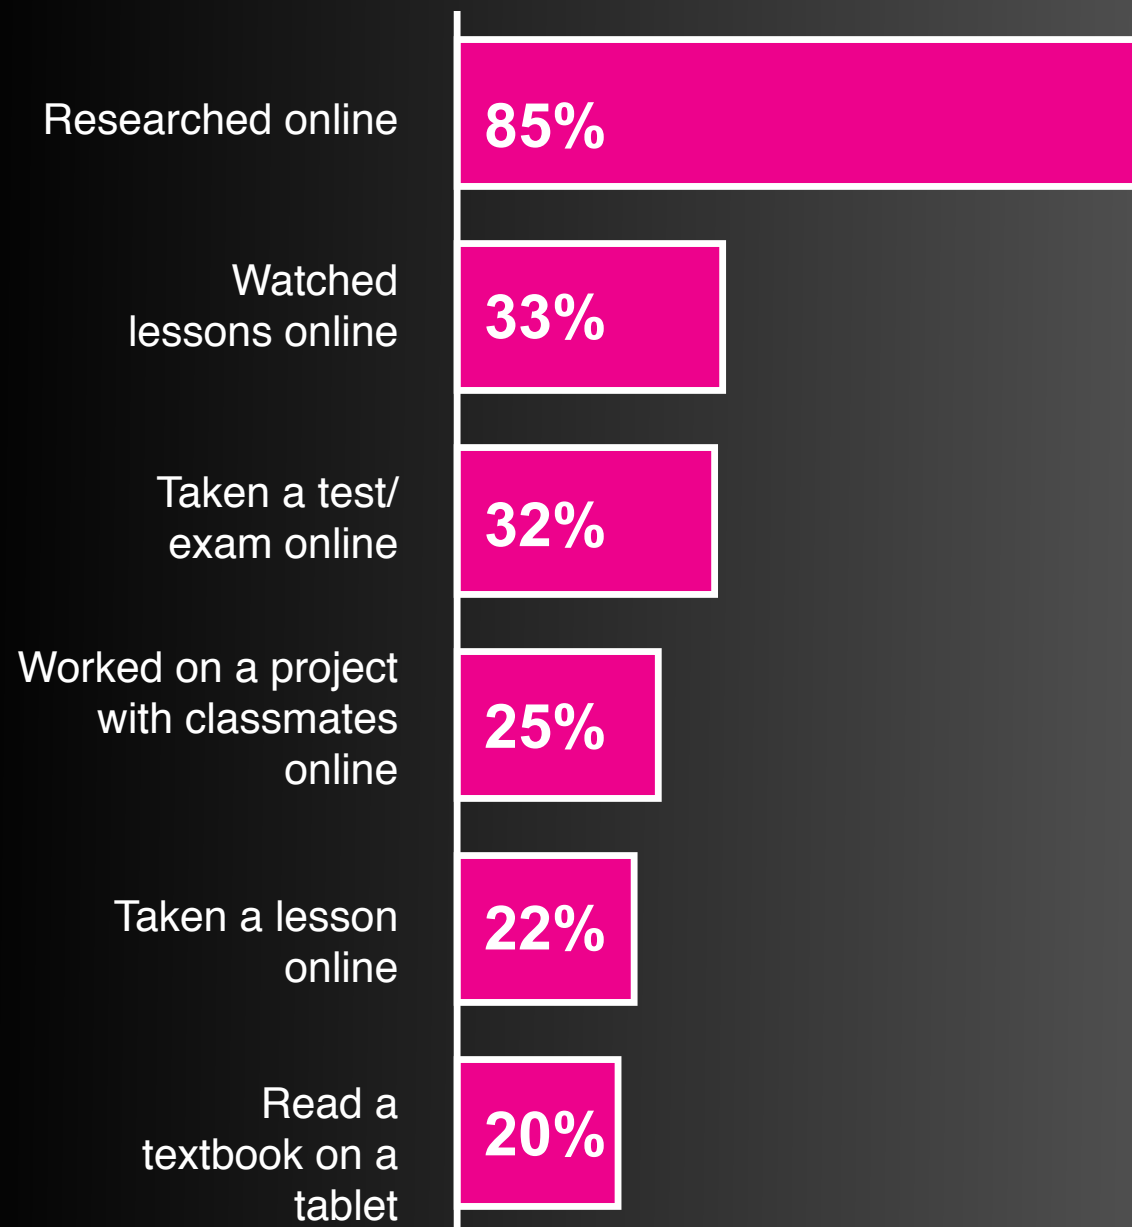 Researched online
85%
Watched
lessons online
33%
Taken a test/
exam online
32%
Worked on a project
with classmates
online
25%
Taken a lesson
online
22%
Read a
textbook on a
tablet
20%